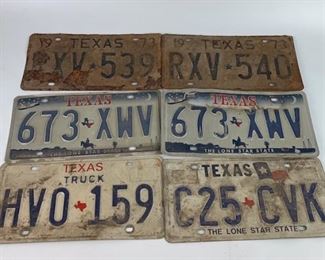 19 TEXAS 73
XV 539
19 TEXAS 73
RXV 540
TEXAS
673 XWV
TEXAS
673 XWV
THE LONE STAR STATE
TEXAS
TRUCK
HVO 159
TEXAS
C25 CVK
THE LONE STAR STATE